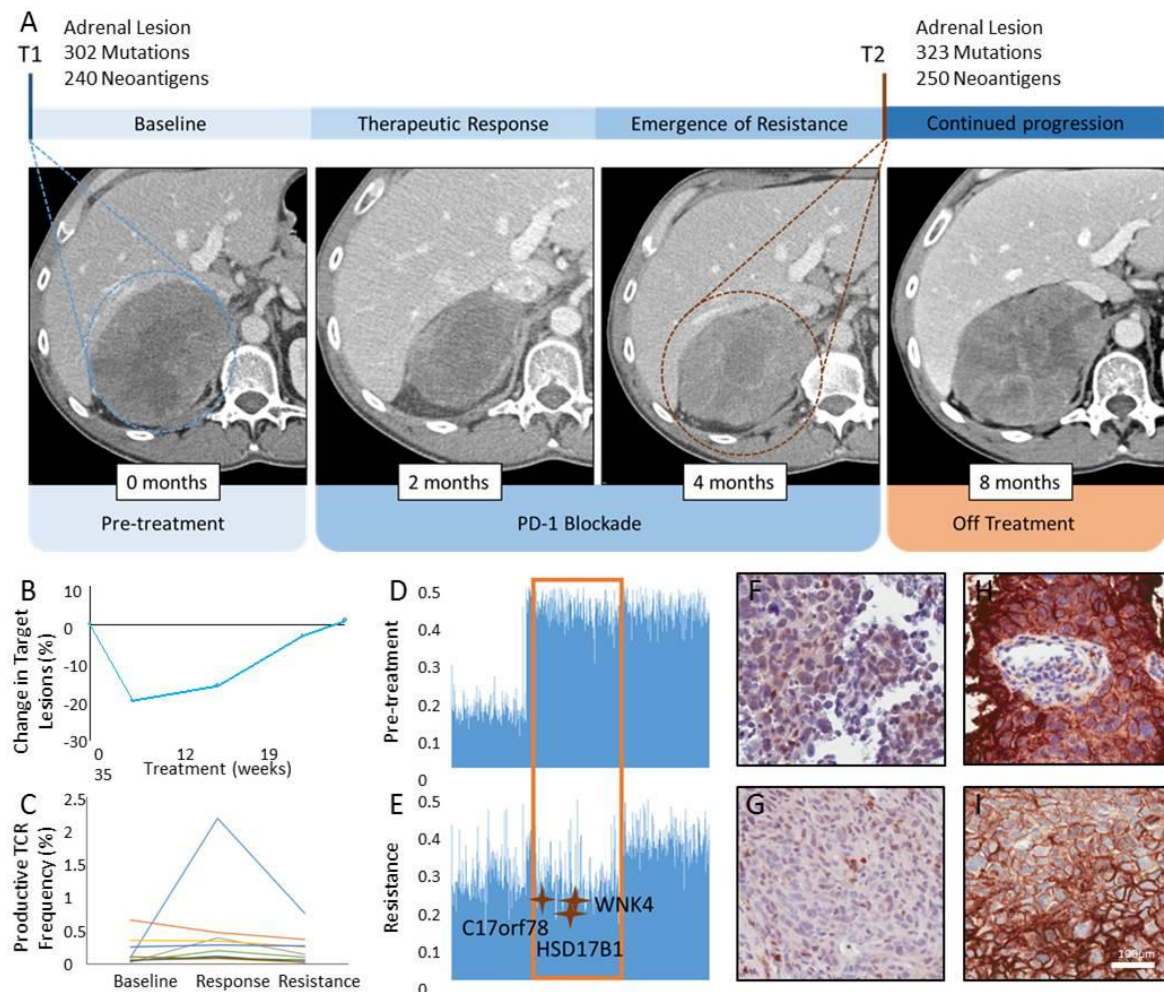 A
T1
Adrenal Lesion
302 Mutations
240 Neoantigens
T2
Adrenal Lesion
323 Mutations
250 Neoantigens
Baseline
Therapeutic Response
Emergence of Resistance
Continued progression
0 months
2 months
4 months
8 months
Pre-treatment
PD-1 Blockade
Off Treatment
B
Change in Target
Lesions (%)
10
0
-10
-20
-30
0
12
19
35
Treatment (weeks)
C
Productive TCR
Frequency (%)
2.5
2
1.5
1
0.5
0
Baseline
Response
Resistance
D
Pre-treatment
0.5
0.4
0.3
0.2
0.1
0
E
Resistance
0.5
0.4
0.3
0.2
0.1
0
C17orf78
WNK4
HSD17B1
F
H
G
I
100µm